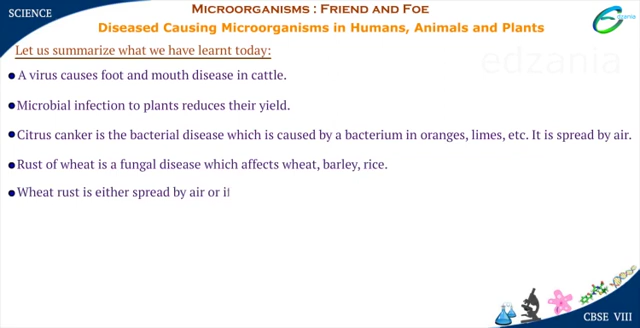 SCIENCE
MICROORGANISMS : FRIEND AND FOE
Diseased Causing Microorganisms in Humans, Animals and Plants
edzania
Let us summarize what we have learnt today:
edzania
● A virus causes foot and mouth disease in cattle.
● Microbial infection to plants reduces their yield.
● Citrus canker is the bacterial disease which is caused by a bacterium in oranges, limes, etc. It is spread by air.
● Rust of wheat is a fungal disease which affects wheat, barley, rice.
● Wheat rust is either spread by air or
CBSE VIII